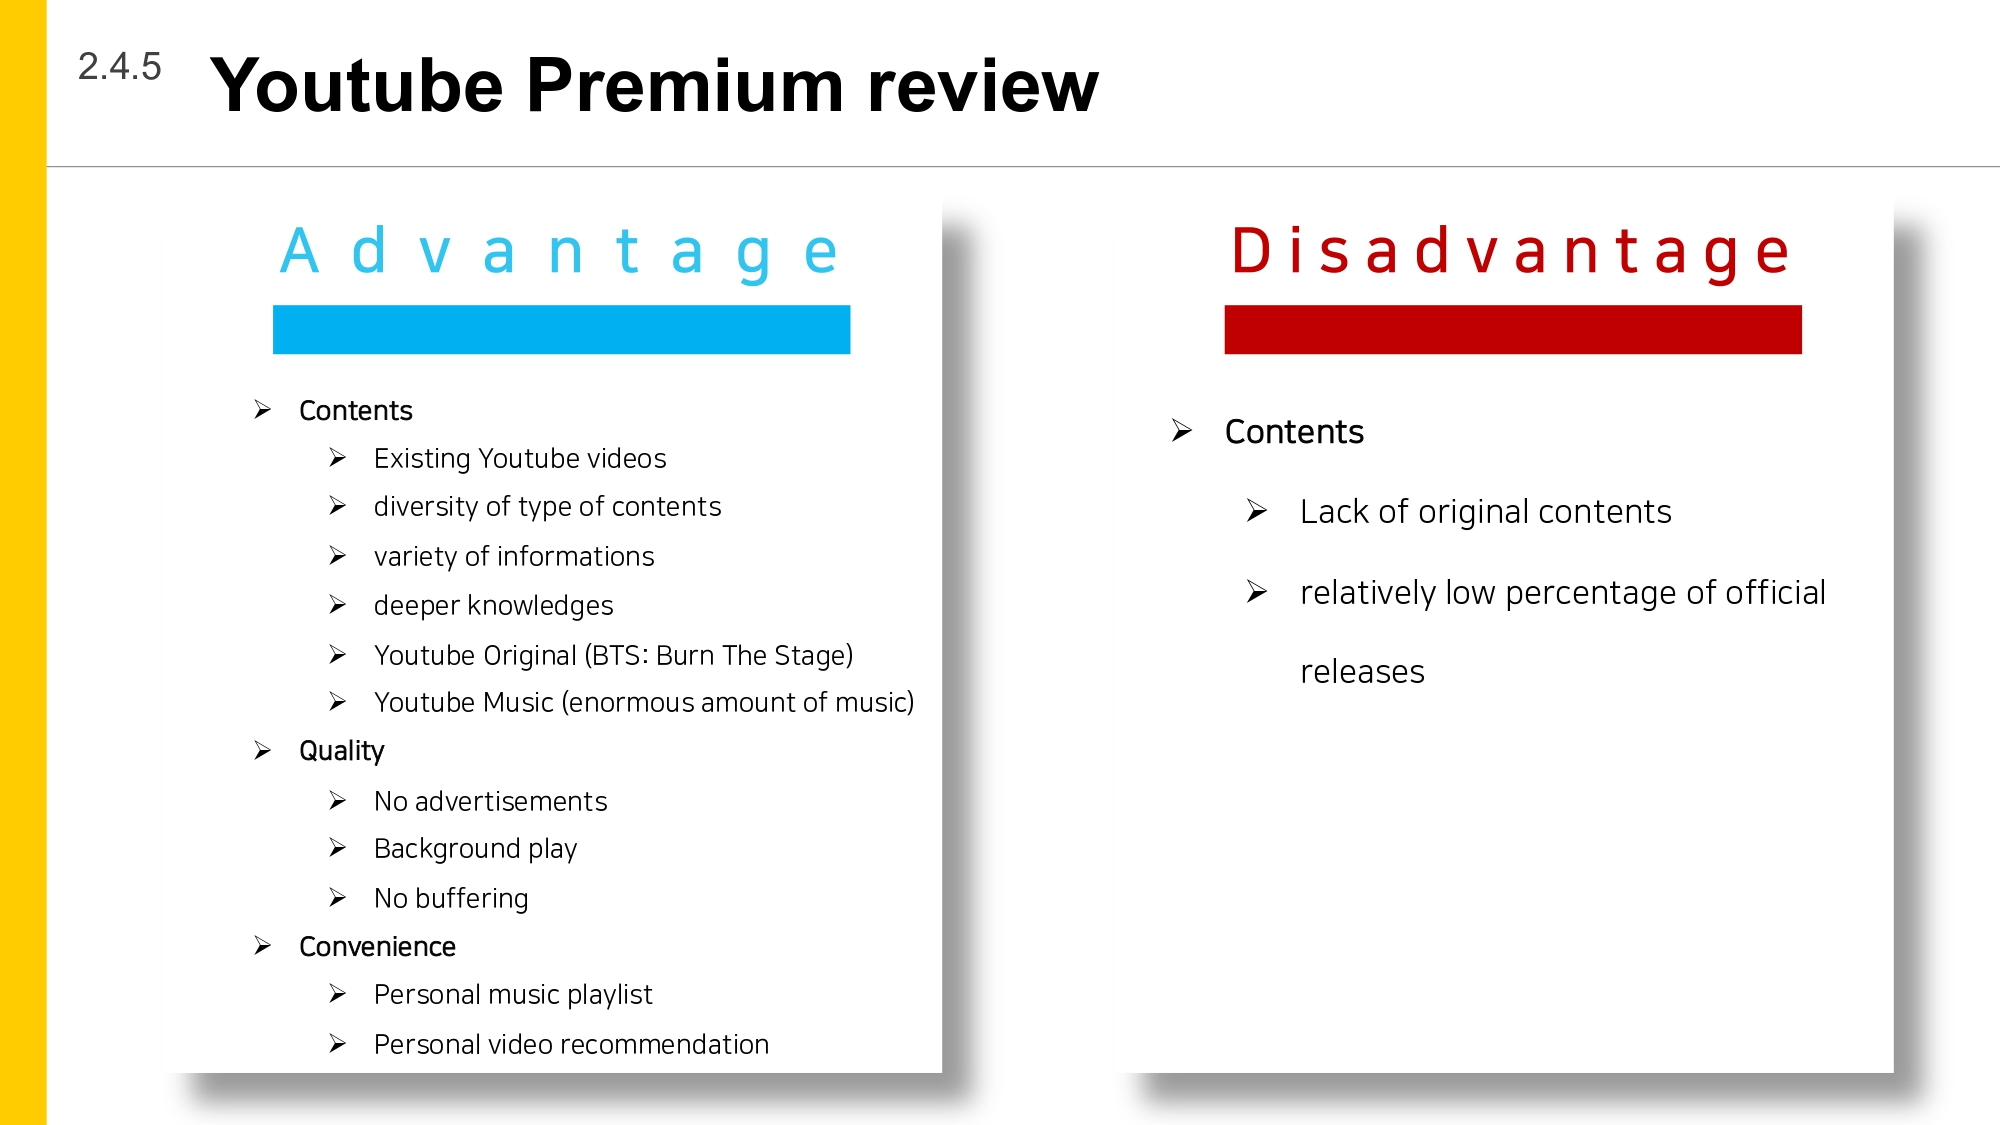 2.4.5
Youtube Premium review
Advantage
Contents
Existing Youtube videos
diversity of type of contents
variety of informations
deeper knowledges
Youtube Original (BTS: Burn The Stage)
Youtube Music (enormous amount of music)
Quality
No advertisements
Background play
No buffering
Convenience
Personal music playlist
Personal video recommendation
Disadvantage
Contents
Lack of original contents
relatively low percentage of official
releases